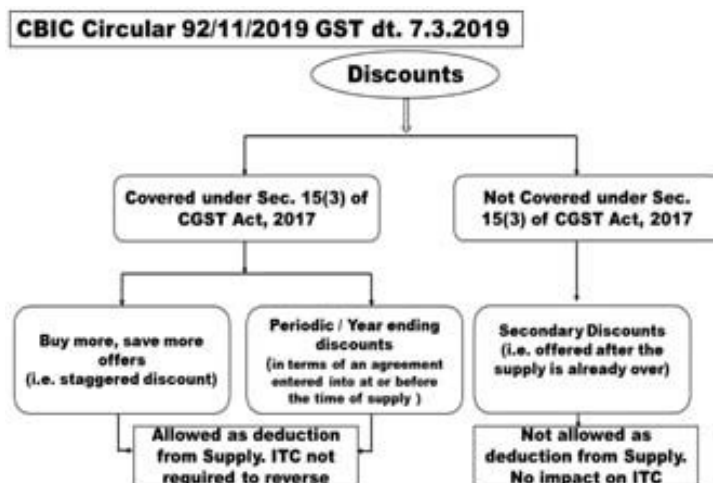 CBIC Circular 92/11/2019 GST dt. 7.3.2019
Discounts
Covered under Sec. 15(3) of
CGST Act, 2017
Not Covered under Sec.
15(3) of CGST Act, 2017
Buy more, save more
offers
(i.e. staggered discount)
Periodic / Year ending
discounts
(in terms of an agreement
entered into at or before
the time of supply )
Secondary Discounts
(i.e. offered after the
supply is already over)
Allowed as deduction
from Supply. ITC not
required to reverse
Not allowed as
deduction from Supply.
No impact on ITC